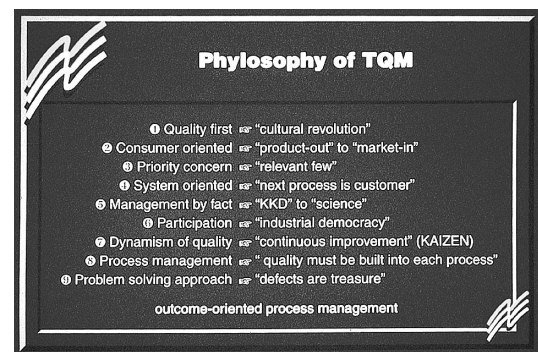 Phylosophy of TQM
❶ Quality first ☞ “cultural revolution”
❷ Consumer oriented ☞ “product-out” to “market-in”
❸ Priority concern ☞ “relevant few”
❹ System oriented ☞ “next process is customer”
❺ Management by fact ☞ “KKD” to “science”
❻ Participation ☞ “industrial democracy”
❼ Dynamism of quality ☞ “continuous improvement” (KAIZEN)
❽ Process management ☞ “ quality must be built into each process”
❾ Problem solving approach ☞ “defects are treasure”
outcome-oriented process management